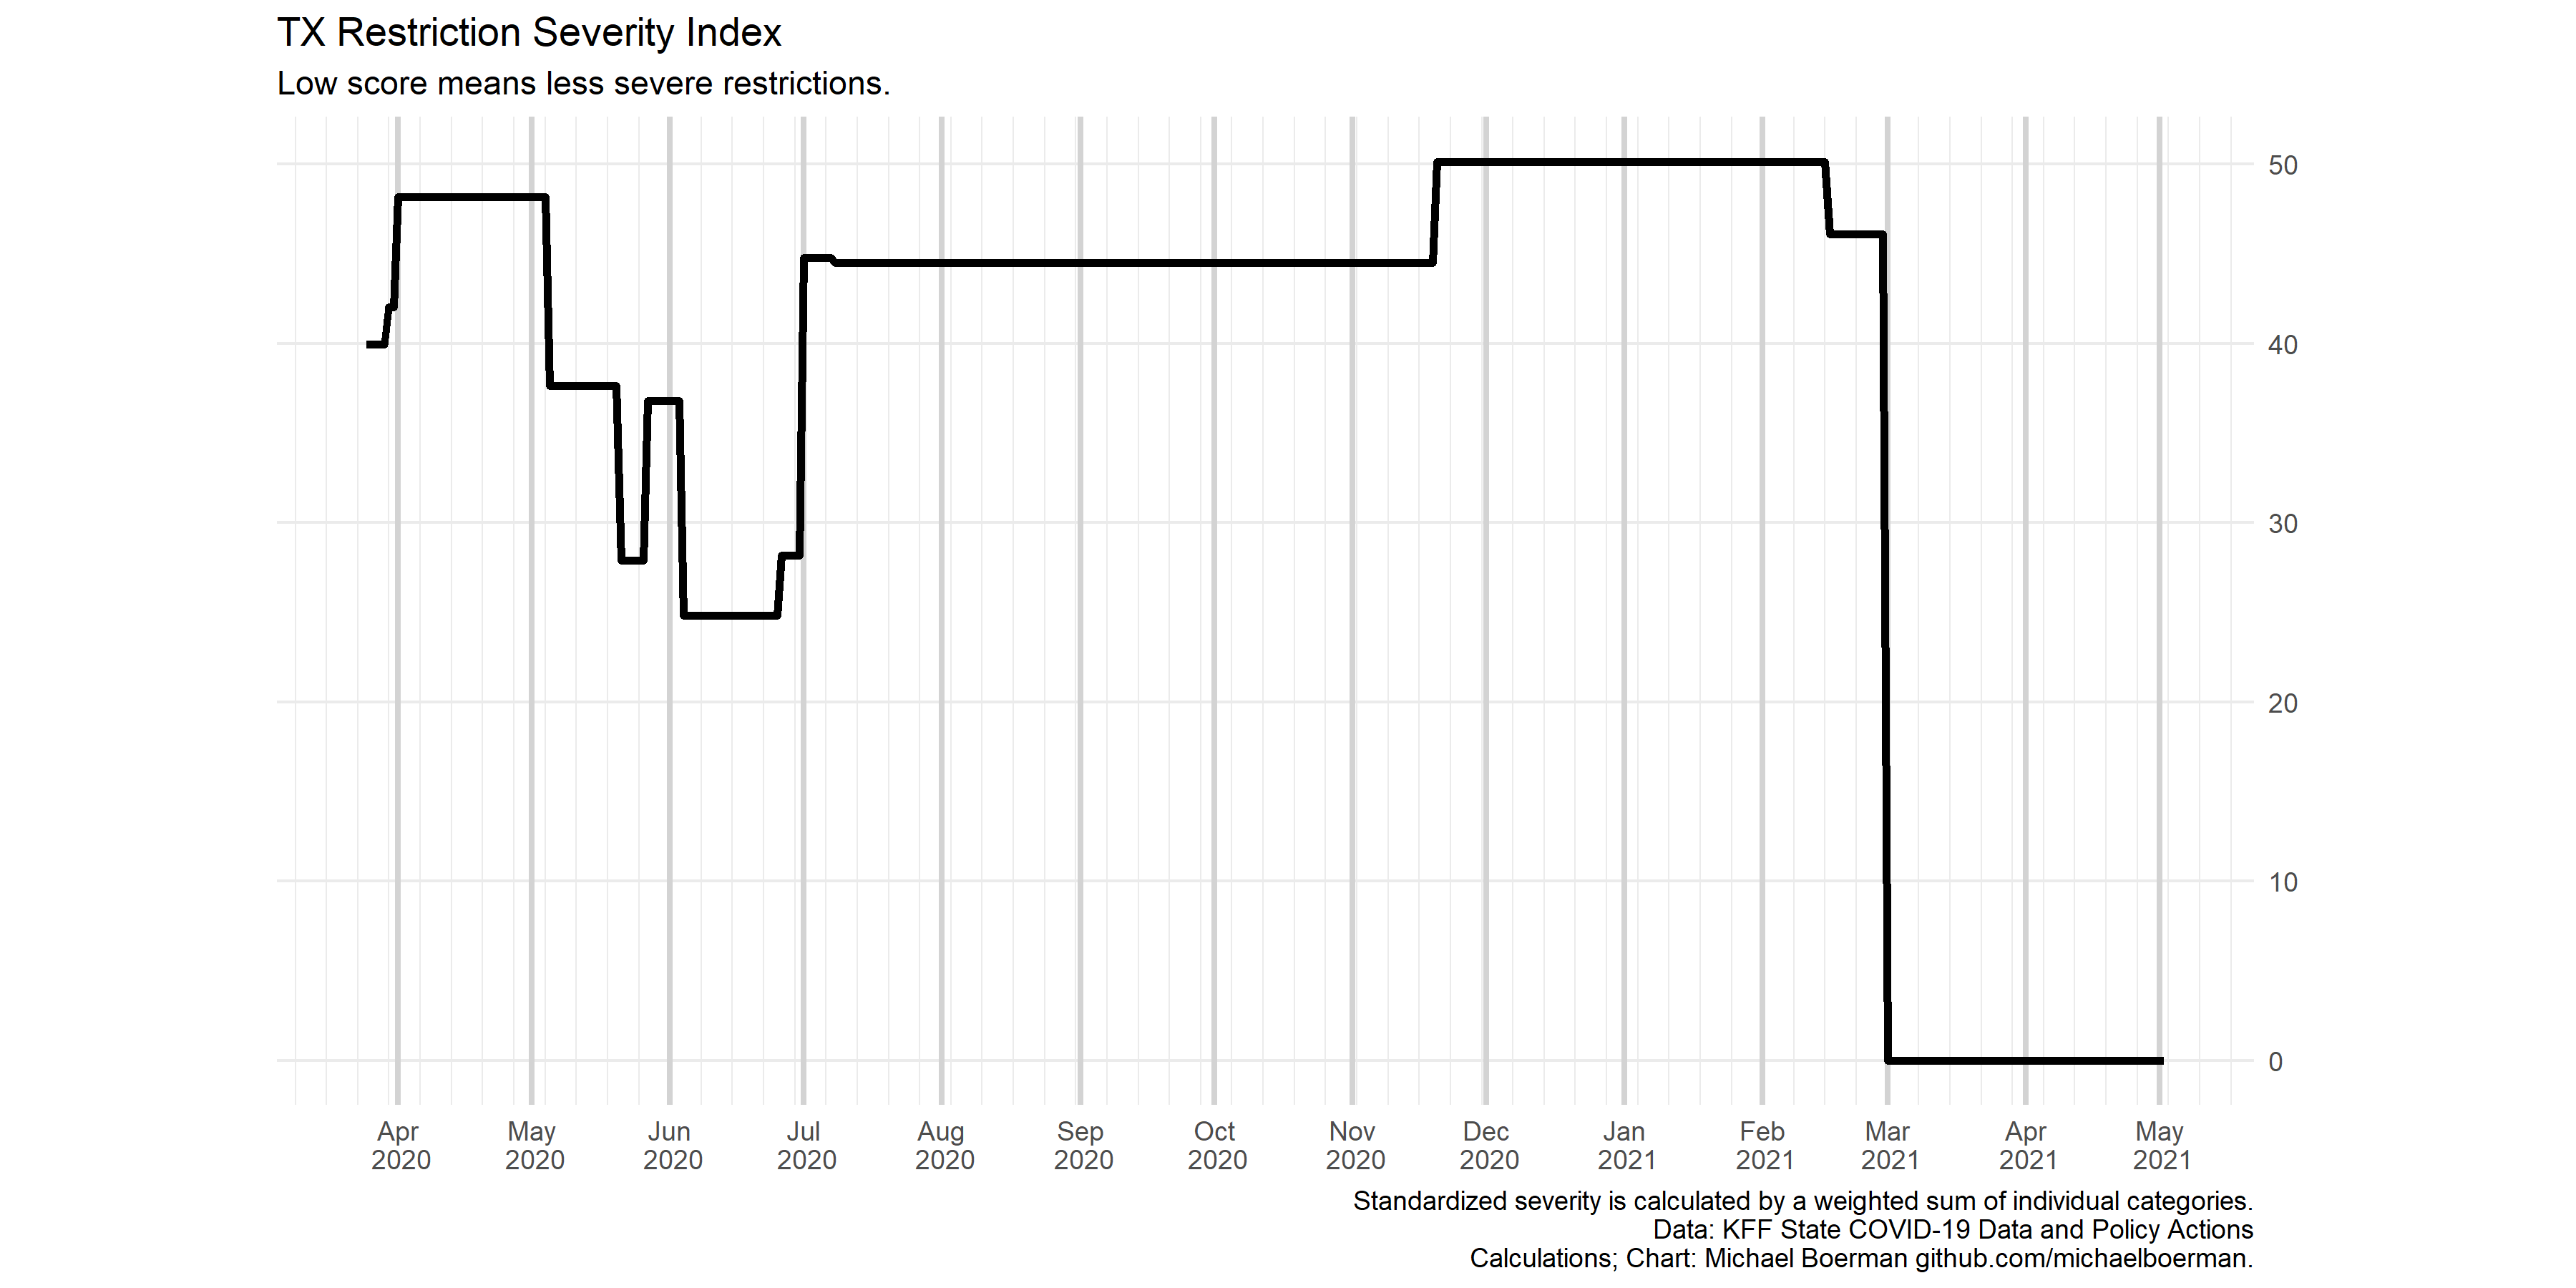 TX Restriction Severity Index
Low score means less severe restrictions.
50
40
30
20
10
0
Apr
2020
May
2020
Jun
2020
Jul
2020
Aug
2020
Sep
2020
Oct
2020
Nov
2020
Dec
2020
Jan
2021
Feb
2021
Mar
2021
Apr
2021
May
2021
Standardized severity is calculated by a weighted sum of individual categories.
Data: KFF State COVID-19 Data and Policy Actions
Calculations; Chart: Michael Boerman github.com/michaelboerman.